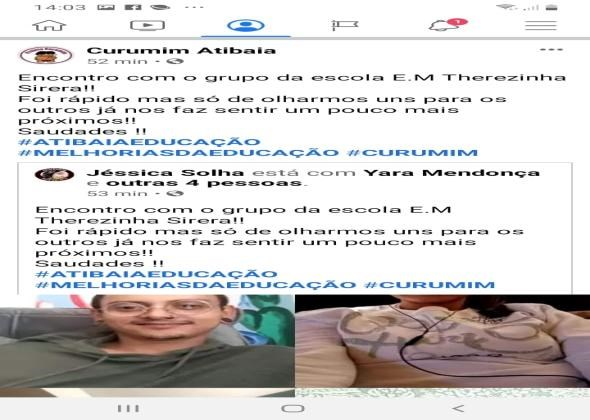 14:03
1
Curumim Atibaia
52 min
Encontro com o grupo da escola E.M Therezinha
Sirera!!
Foi rápido mas só de olharmos uns para os
outros já nos faz sentir um pouco mais
próximos!!
Saudades !!
#ATIBAIAEDUCAÇÃO
#MELHORIASDAEDUCAÇÃO #CURUMIM
Jéssica Solha está com Yara Mendonça
e outras 4 pessoas.
53 min
Encontro com o grupo da escola E.M
Therezinha Sirera!!
Foi rápido mas só de olharmos uns para os
outros já nos faz sentir um pouco mais
próximos!!
Saudades !!
#ATIBAIAEDUCAÇÃO
#MELHORIASDAEDUCAÇÃO #CURUMIM